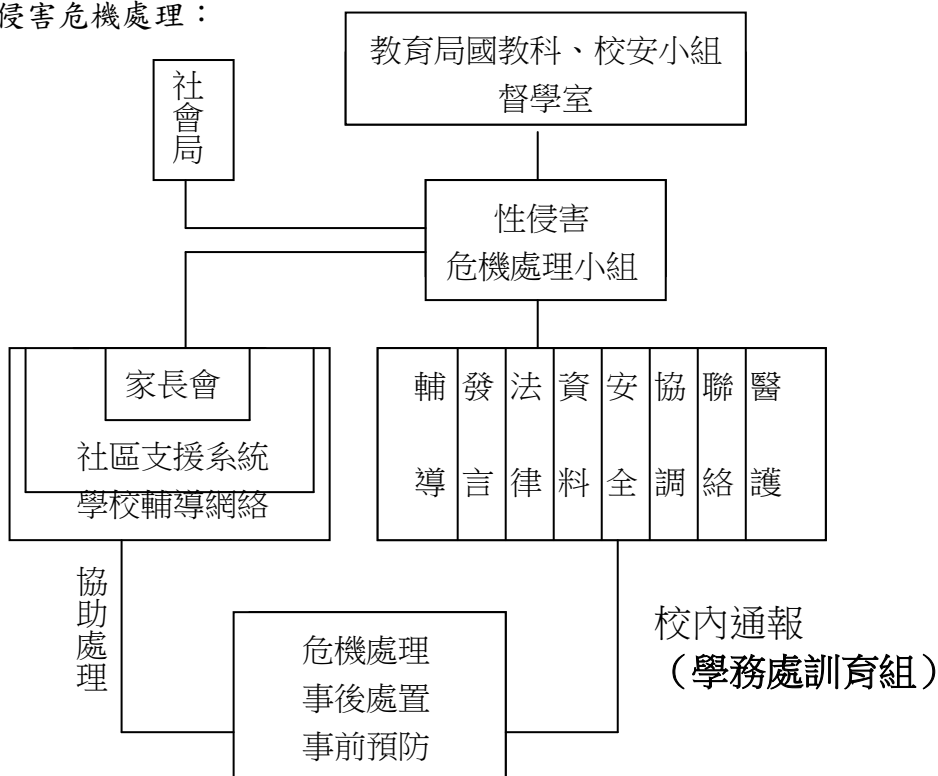 侵害危機處理：
教育局國教科、校安小組
督學室
社會局
性侵害
危機處理小組
家長會
社區支援系統
學校輔導網絡
輔導
發言
法律
資料
安全
協調
聯絡
醫護
協助處理
校內通報
（學務處訓育組）
危機處理
事後處置
事前預防